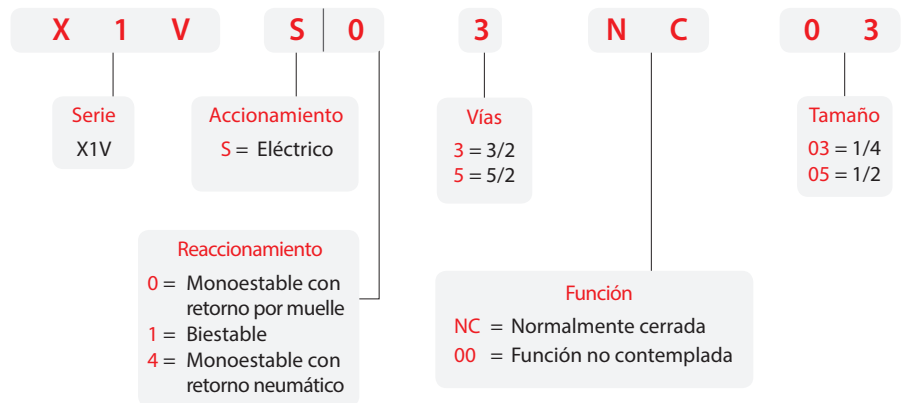 X 1 V S 0 3 N C 0 3
Serie
X1V
Accionamiento
S = Eléctrico
Vías
3 = 3/2
5 = 5/2
Tamaño
03 = 1/4
05 = 1/2
Reaccionamiento
0 = Monoestable con
retorno por muelle
1 = Biestable
4 = Monoestable con
retorno neumático
Función
NC = Normalmente cerrada
00 = Función no contemplada